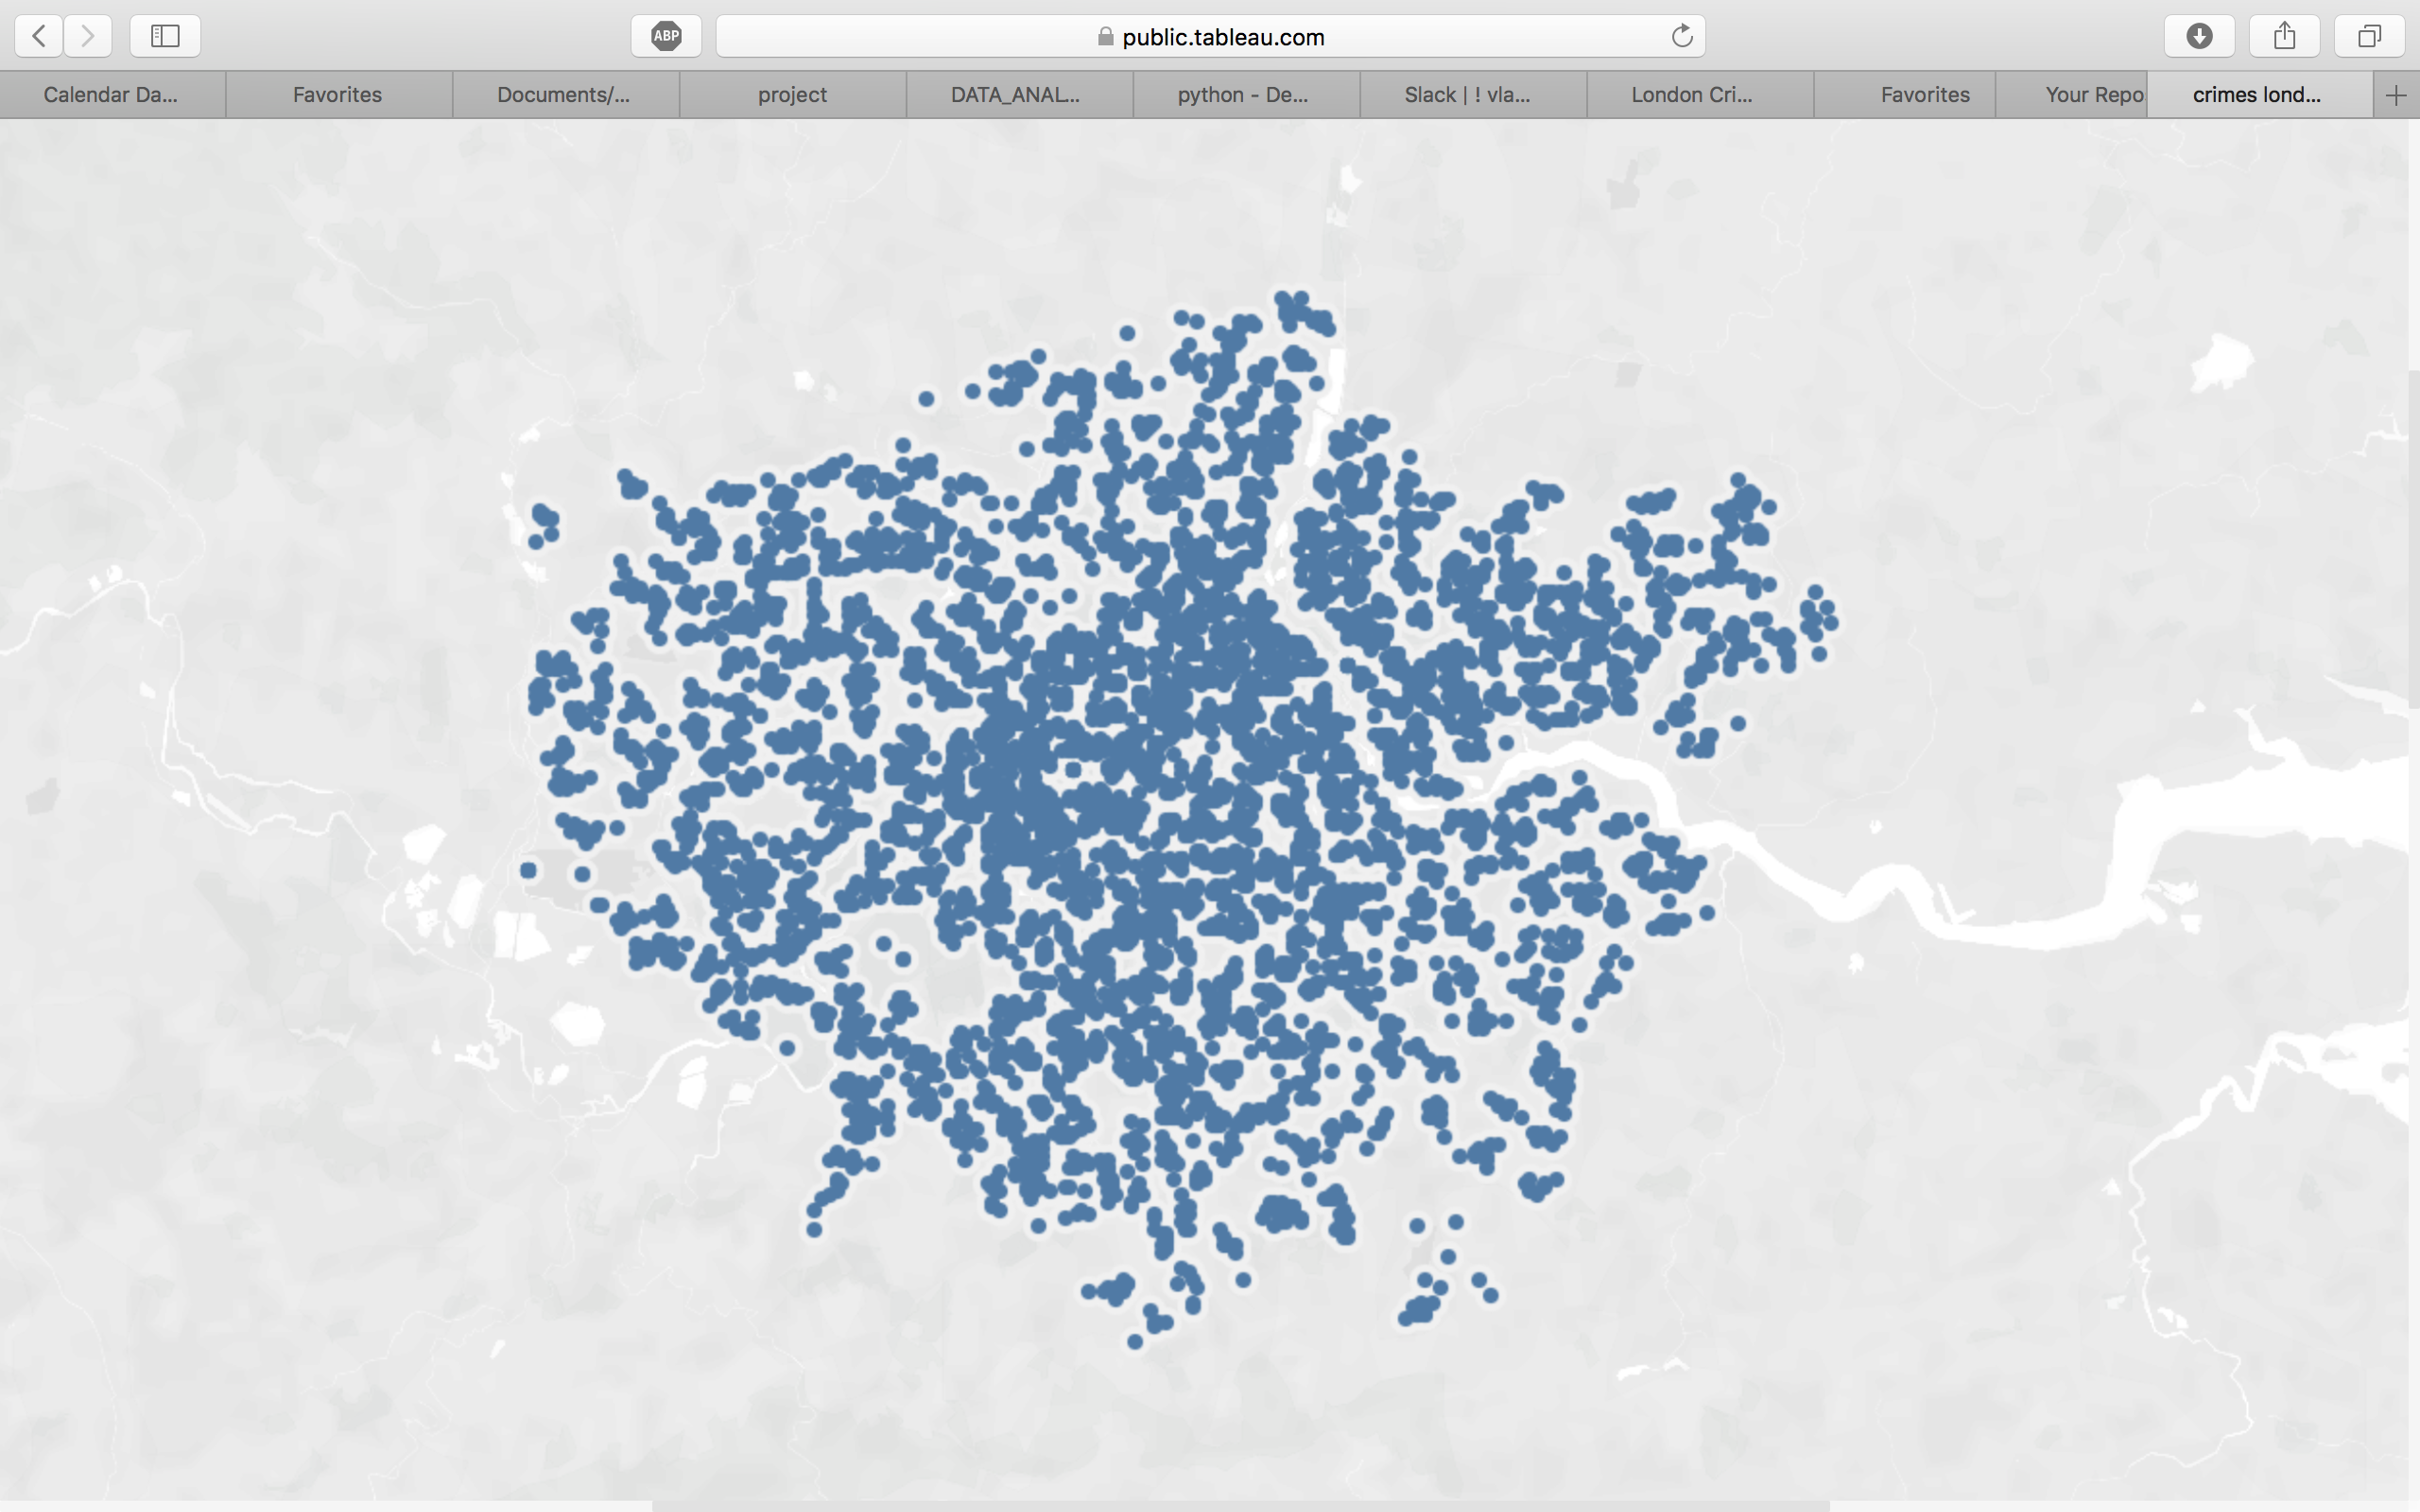 ABP
public.tableau.com
Calendar Da...
Favorites
Documents/...
project
DATA_ANAL...
python - De...
Slack | ! vla...
London Cri...
Favorites
Your Repo
crimes lond...